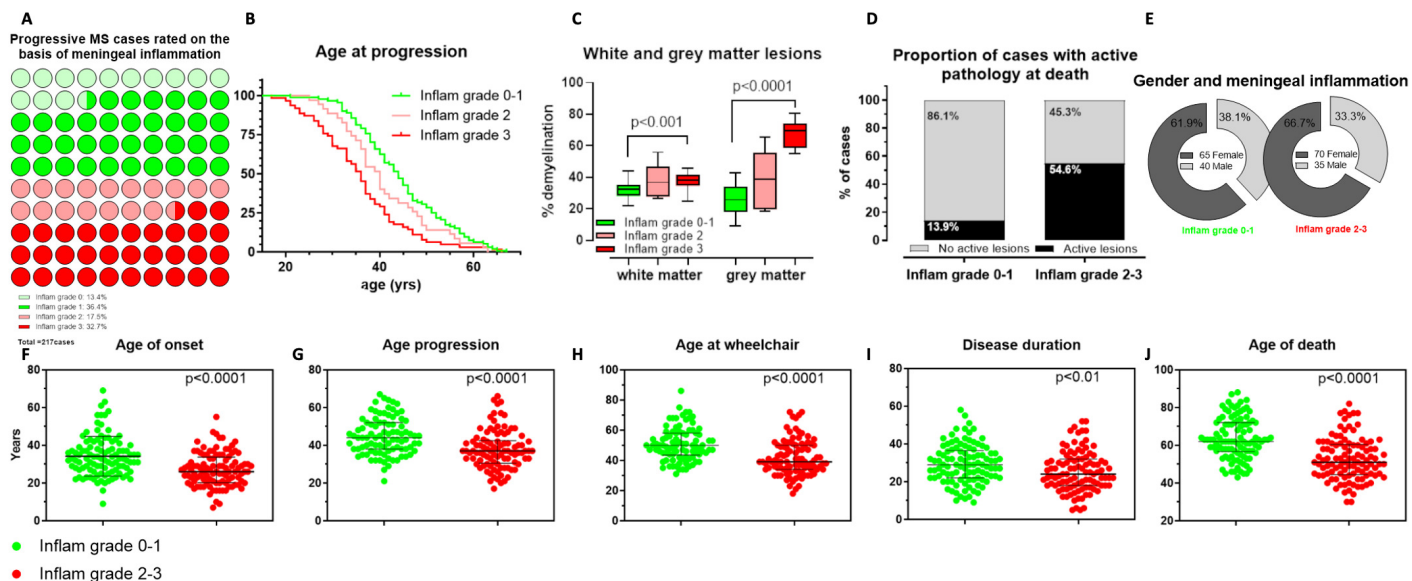 A
Progressive MS cases rated on the
basis of meningeal inflammation
Inflam grade 0: 13.4%
Inflam grade 1: 36.4%
Inflam grade 2: 17.5%
Inflam grade 3: 32.7%
Total =217cases
B
Age at progression
100
75
50
25
0
20 40 60
age (yrs)
Inflam grade 0-1
Inflam grade 2
Inflam grade 3
C
White and grey matter lesions
% demyelination
100
80
60
40
20
0
p<0.001
p<0.0001
Inflam grade 0-1
Inflam grade 2
Inflam grade 3
white matter grey matter
D
Proportion of cases with active
pathology at death
% of cases
100
80
60
40
20
0
86.1%
13.9%
45.3%
54.6%
No active lesions Active lesions
Inflam grade 0-1 Inflam grade 2-3
E
Gender and meningeal inflammation
61.9% 38.1%
65 Female
40 Male
Inflam grade 0-1
66.7% 33.3%
70 Female
35 Male
Inflam grade 2-3
F
Age of onset
Years
80
60
40
20
0
p<0.0001
G
Age progression
80
60
40
20
0
p<0.0001
H
Age at wheelchair
100
80
60
40
20
0
p<0.0001
I
Disease duration
80
60
40
20
0
p<0.01
J
Age of death
100
80
60
40
20
p<0.0001
Inflam grade 0-1
Inflam grade 2-3